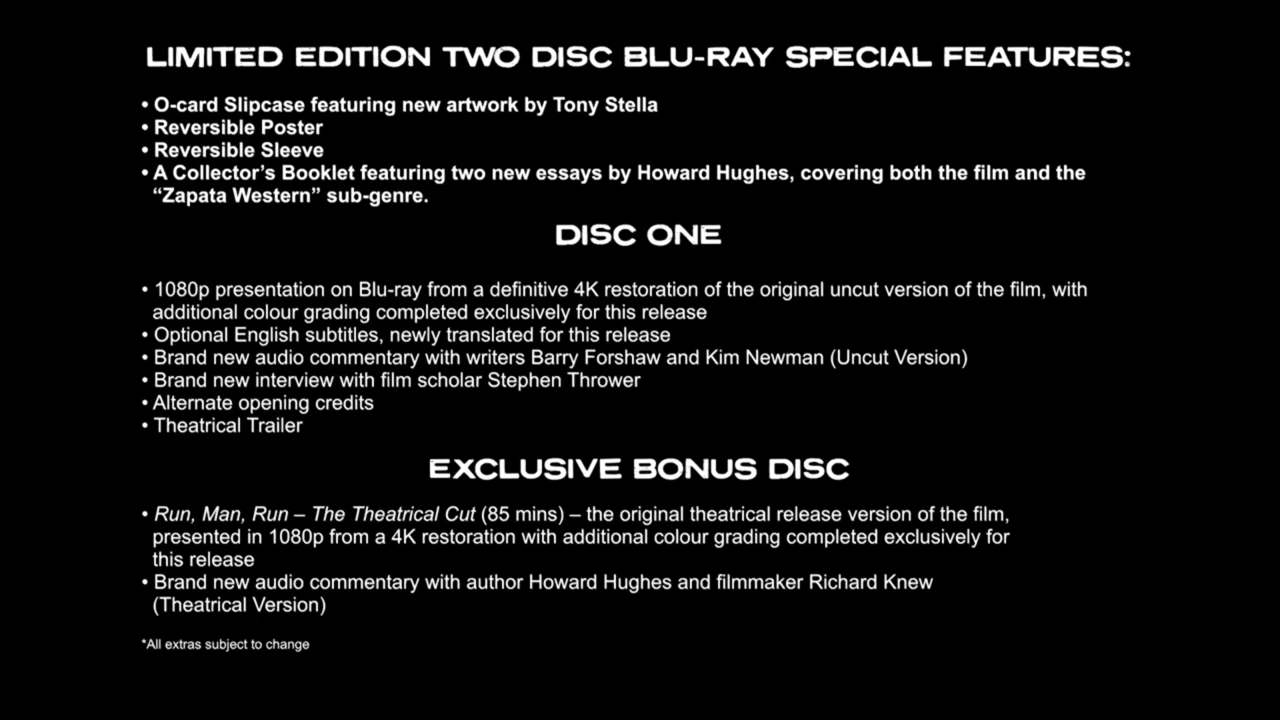 LIMITED EDITION TWO DISC BLU-RAY SPECIAL FEATURES:
• O-card Slipcase featuring new artwork by Tony Stella
• Reversible Poster
• Reversible Sleeve
• A Collector's Booklet featuring two new essays by Howard Hughes, covering both the film and the
“Zapata Western” sub-genre.
DISC ONE
• 1080p presentation on Blu-ray from a definitive 4K restoration of the original uncut version of the film, with
additional colour grading completed exclusively for this release
• Optional English subtitles, newly translated for this release
• Brand new audio commentary with writers Barry Forshaw and Kim Newman (Uncut Version)
• Brand new interview with film scholar Stephen Thrower
• Alternate opening credits
• Theatrical Trailer
EXCLUSIVE BONUS DISC
• Run, Man, Run – The Theatrical Cut (85 mins) – the original theatrical release version of the film,
presented in 1080p from a 4K restoration with additional colour grading completed exclusively for
this release
• Brand new audio commentary with author Howard Hughes and filmmaker Richard Knew
(Theatrical Version)
*All extras subject to change